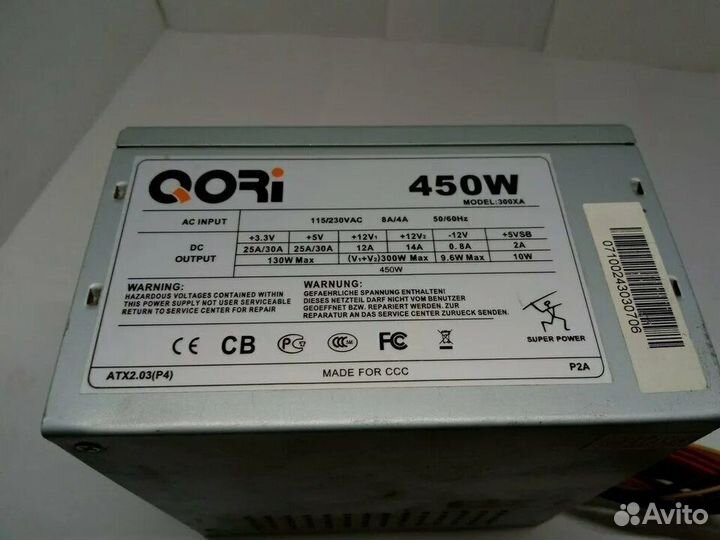 QORi
450W
MODEL:300XA
AC INPUT 115/230VAC 8A/4A 50/60Hz
DC OUTPUT +3.3V +5V +12V1 +12V2 -12V +5VSB
25A/30A 25A/30A 12A 14A 0.8A 2A
130W Max (V1+V2)300W Max 9.6W Max 10W
450W
WARNING:
HAZARDOUS VOLTAGES CONTAINED WITHIN
THIS POWER SUPPLY NOT USER SERVICEABLE
RETURN TO SERVICE CENTER FOR REPAIR
WARNUNG:
GEFAEHRLICHE SPANNUNG ENTHALTEN!
DIESES NETZTEIL DARF NICHT VOM BENUTZER
GEOEFFNET BZW. REPARIERT WERDEN. ZUR
REPARATUR AN DAS SERVICE CENTER ZURUECK SENDEN.
SUPER POWER
CE CB PC CCC FC
ATX2.03(P4) MADE FOR CCC P2A
07100243030706
Avito